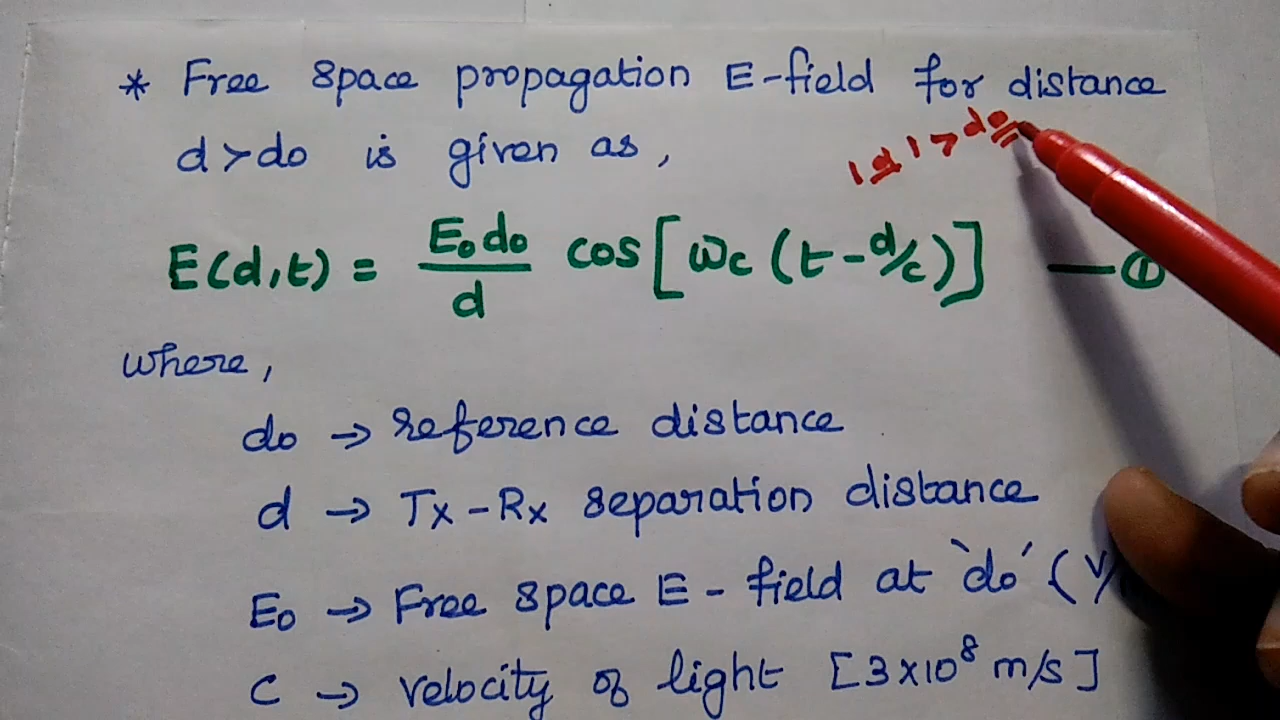 * Free space propagation E-field for distance
d > do is given as,
'd' > do
E(d,t) = E₀do/d cos[ωc(t-d/c)] — ①
where,
do → reference distance
d → Tx-Rx separation distance
E₀ → Free space E-field at `do' (V/
C → velocity of light [3×10⁸ m/s]